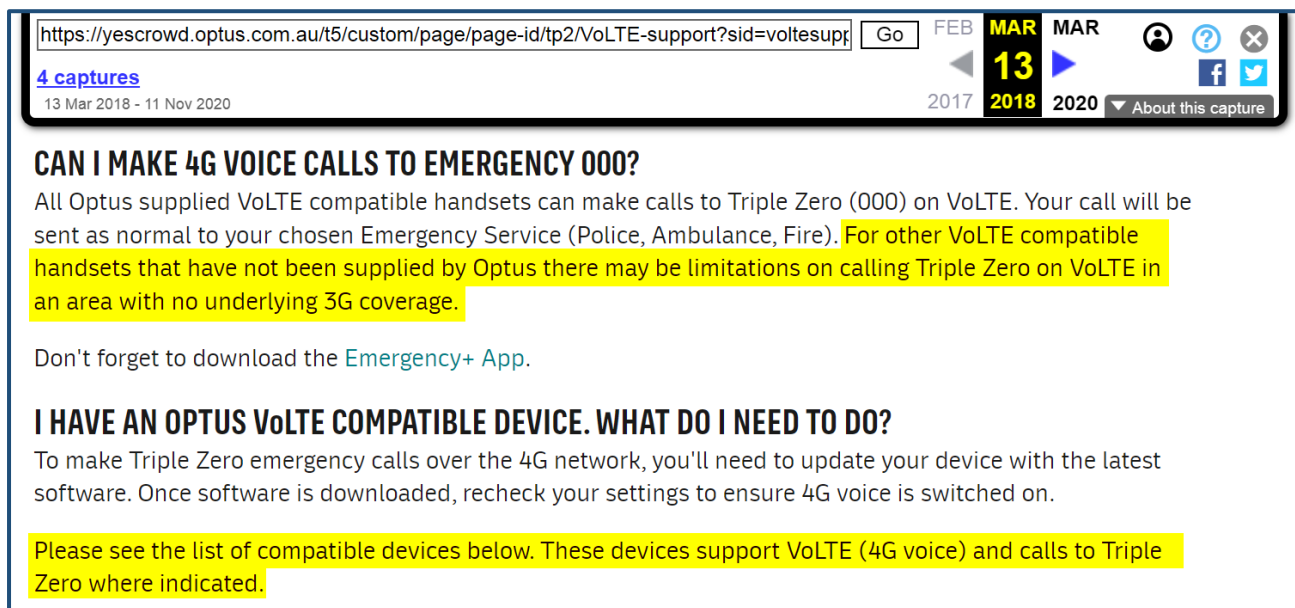 https://yescrowd.optus.com.au/t5/custom/page/page-id/tp2/VoLTE-support?sid=voltesupp Go FEB MAR MAR
4 captures 13
13 Mar 2018 - 11 Nov 2020 2017 2018 2020 About this capture
CAN I MAKE 4G VOICE CALLS TO EMERGENCY 000?
All Optus supplied VoLTE compatible handsets can make calls to Triple Zero (000) on VoLTE. Your call will be
sent as normal to your chosen Emergency Service (Police, Ambulance, Fire). For other VoLTE compatible
handsets that have not been supplied by Optus there may be limitations on calling Triple Zero on VoLTE in
an area with no underlying 3G coverage.
Don't forget to download the Emergency+ App.
I HAVE AN OPTUS VoLTE COMPATIBLE DEVICE. WHAT DO I NEED TO DO?
To make Triple Zero emergency calls over the 4G network, you'll need to update your device with the latest
software. Once software is downloaded, recheck your settings to ensure 4G voice is switched on.
Please see the list of compatible devices below. These devices support VoLTE (4G voice) and calls to Triple
Zero where indicated.